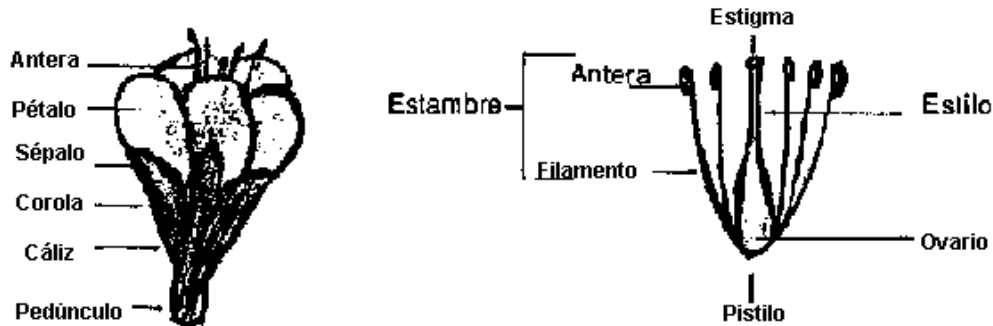 Antera
Pétalo
Sépalo
Corola
Cáliz
Pedúnculo
Estigma
Antera
Estambre
Estilo
Filamento
Ovario
Pistilo